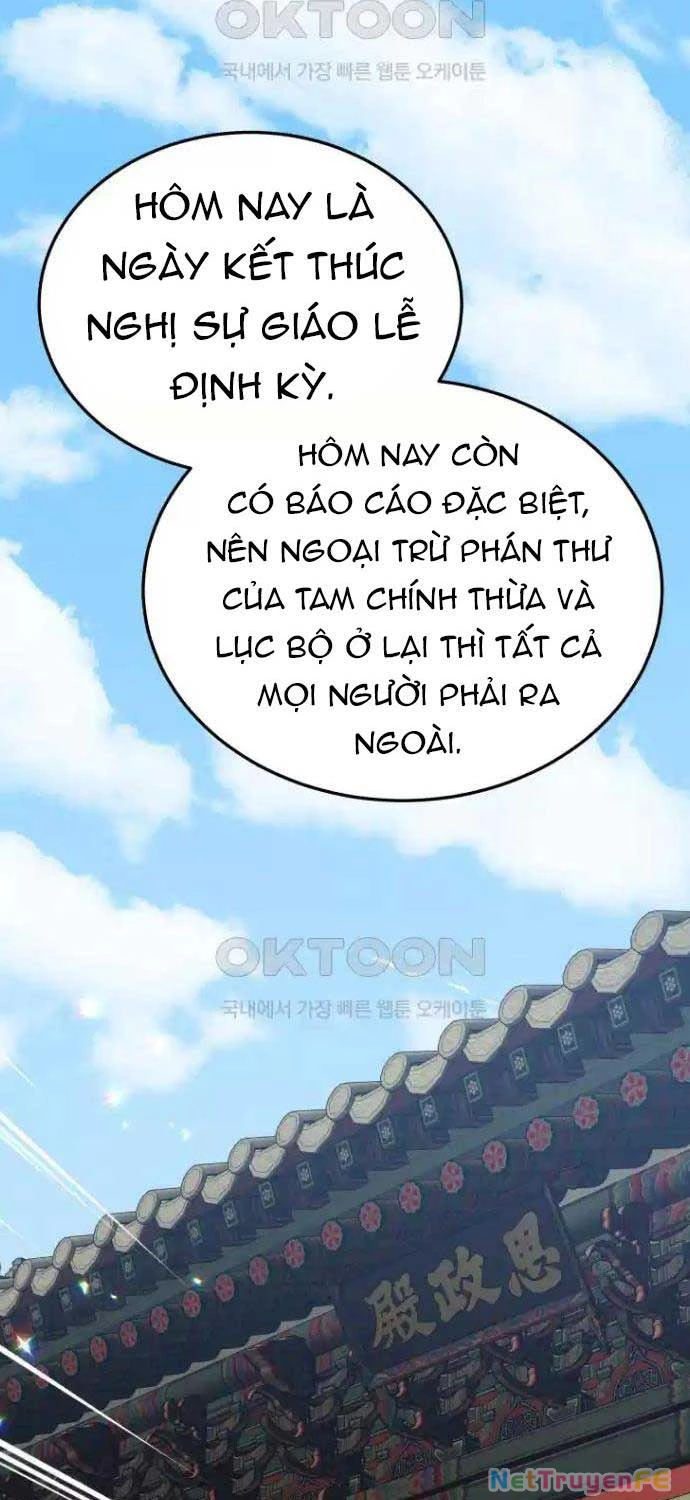 OKTOON
국내에서 가장 빠른 웹툰 오케이툰
HÔM NAY LÀ
NGÀY KẾT THÚC
NGHỊ SỰ GIÁO LỄ
ĐỊNH KỲ.
HÔM NAY CÒN
CÓ BÁO CÁO ĐẶC BIỆT,
NÊN NGOẠI TRỪ PHÁN THƯ
CỦA TAM CHÍNH THỪA VÀ
LỤC BỘ Ở LẠI THÌ TẤT CẢ
MỌI NGƯỜI PHẢI RA
NGOÀI.
OKTOON
국내에서 가장 빠른 웹툰 오케이툰
思政殿
NetTruyenFE